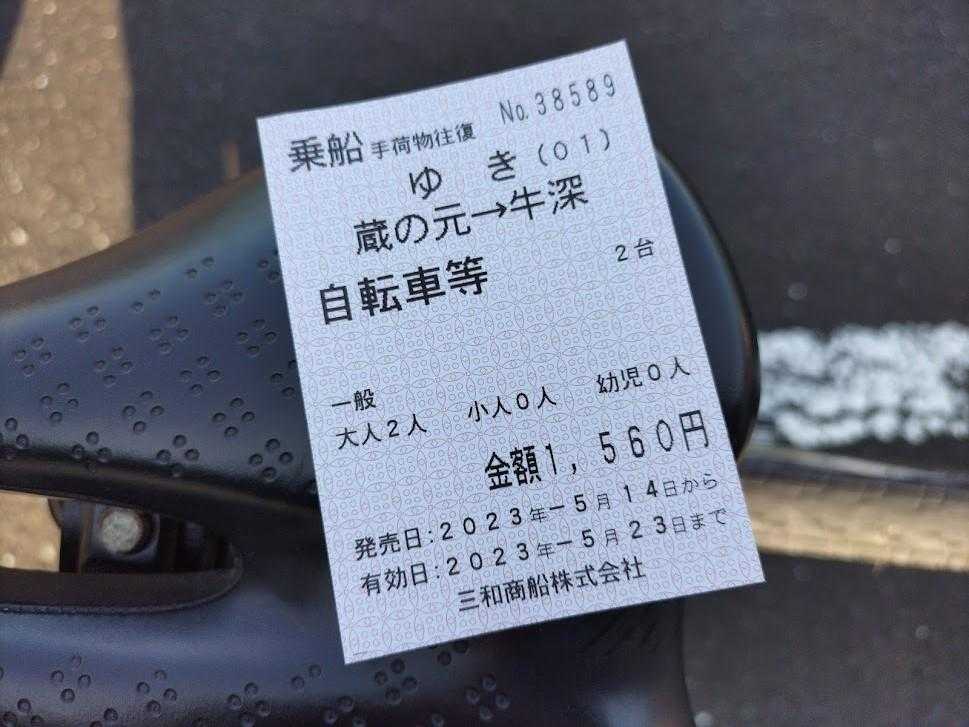 No.38589
乗船 手荷物往復
ゆ き(01)
蔵の元→牛深
自転車等 2台
一般
大人2人 小人0人 幼児0人
金額1,560円
発売日:2023年-5月14日から
有効日:2023年-5月23日まで
三和商船株式会社